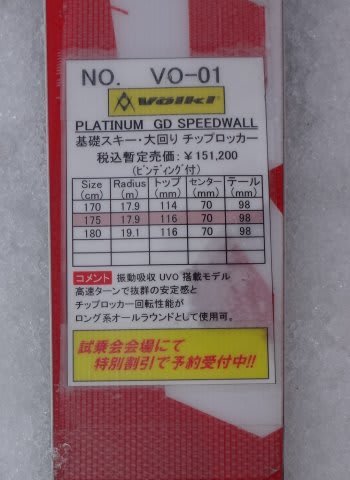 NO. VO-01
Völkl
PLATINUM GD SPEEDWALL
基礎スキー・大回り チップロッカー
税込暫定売価：￥151,200
(ビンディング付)
Size (cm) Radius (m) トップ (m) センター (m) テール (m)
170 17.9 114 70 98
175 17.9 116 70 98
180 19.1 116 70 98
コメント 振動吸収 UVO 搭載モデル
高速ターンで抜群の安定感と
チップロッカー回転性能が
ロング系オールラウンドとして使用可。
試乗会会場にて
特別割引で予約受付中!!